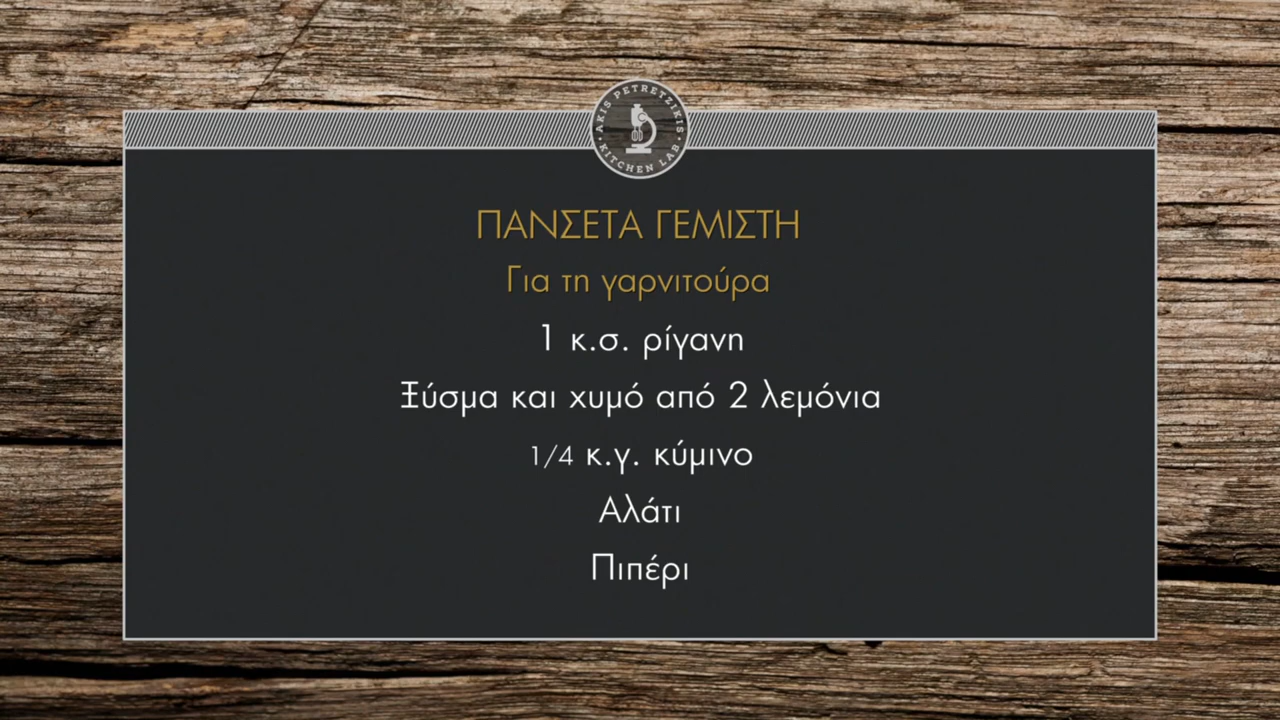 AKIS PETRETZIKIS
KITCHEN LAB
ΠΑΝΣΕΤΑ ΓΕΜΙΣΤΗ
Για τη γαρνιτούρα
1 κ.σ. ρίγανη
Ξύσμα και χυμό από 2 λεμόνια
1/4 κ.γ. κύμινο
Αλάτι
Πιπέρι